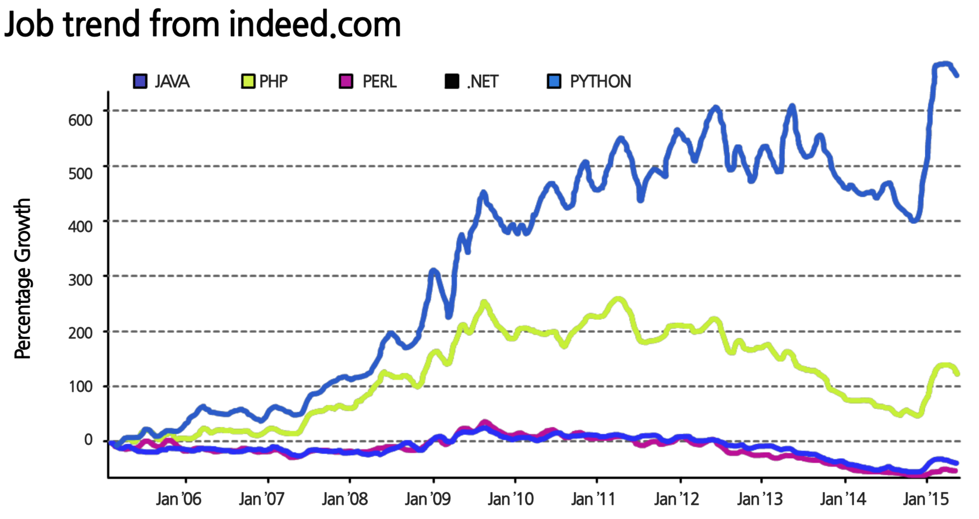 Job trend from indeed.com
JAVA PHP PERL .NET PYTHON
Percentage Growth
600
500
400
300
200
100
0
Jan '06 Jan '07 Jan '08 Jan '09 Jan '10 Jan '11 Jan '12 Jan '13 Jan '14 Jan '15